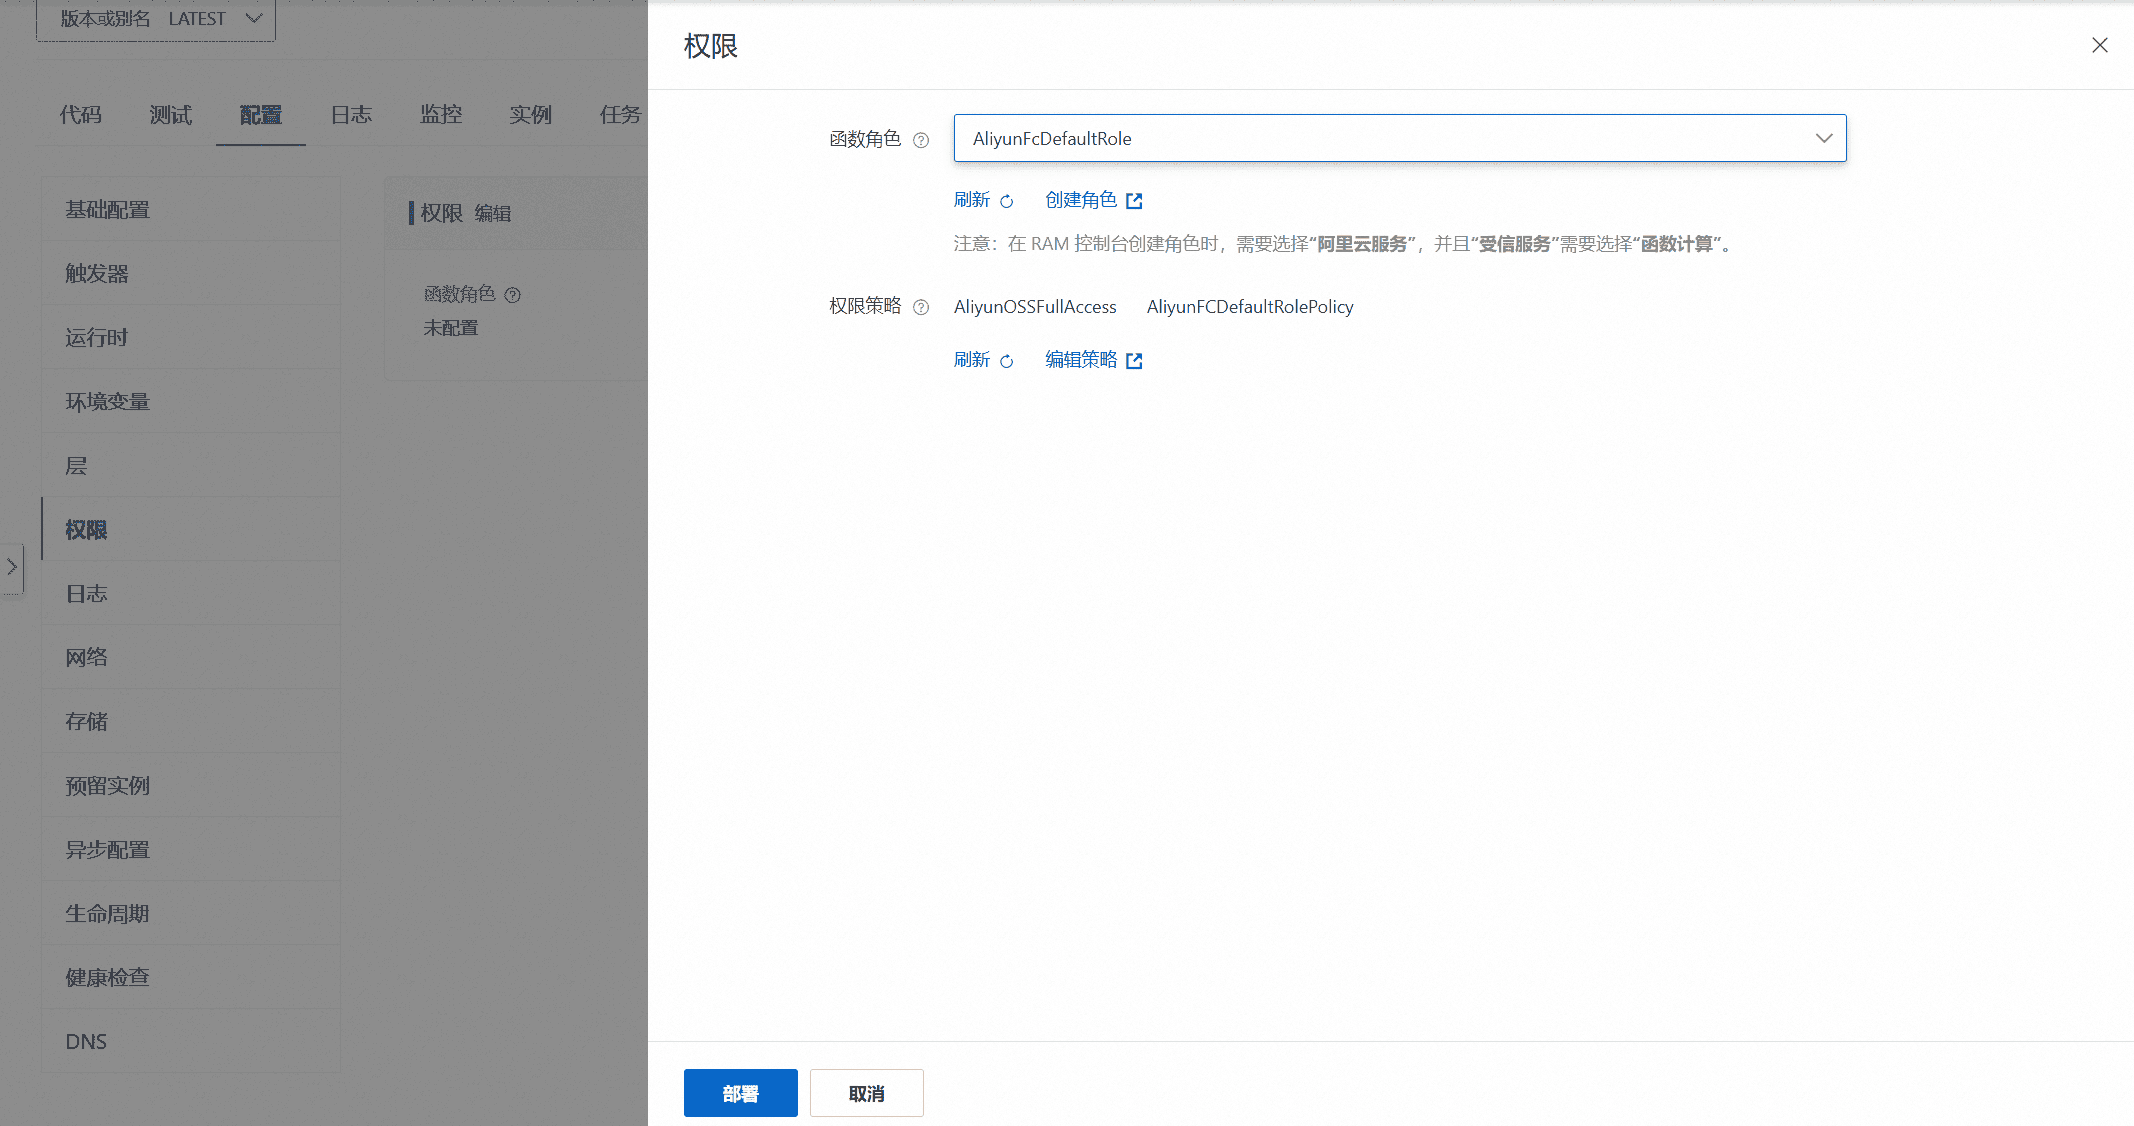 版本或别名 LATEST
代码 测试 配置 日志 监控 实例 任务
基础配置
触发器
运行时
环境变量
层
权限
日志
网络
存储
预留实例
异步配置
生命周期
健康检查
DNS
权限 编辑
函数角色
未配置
权限
函数角色 AliyunFcDefaultRole
刷新 创建角色
注意：在 RAM 控制台创建角色时，需要选择“阿里云服务”，并且“受信服务”需要选择“函数计算”。
权限策略 AliyunOSSFullAccess AliyunFCDefaultRolePolicy
刷新 编辑策略
部署 取消